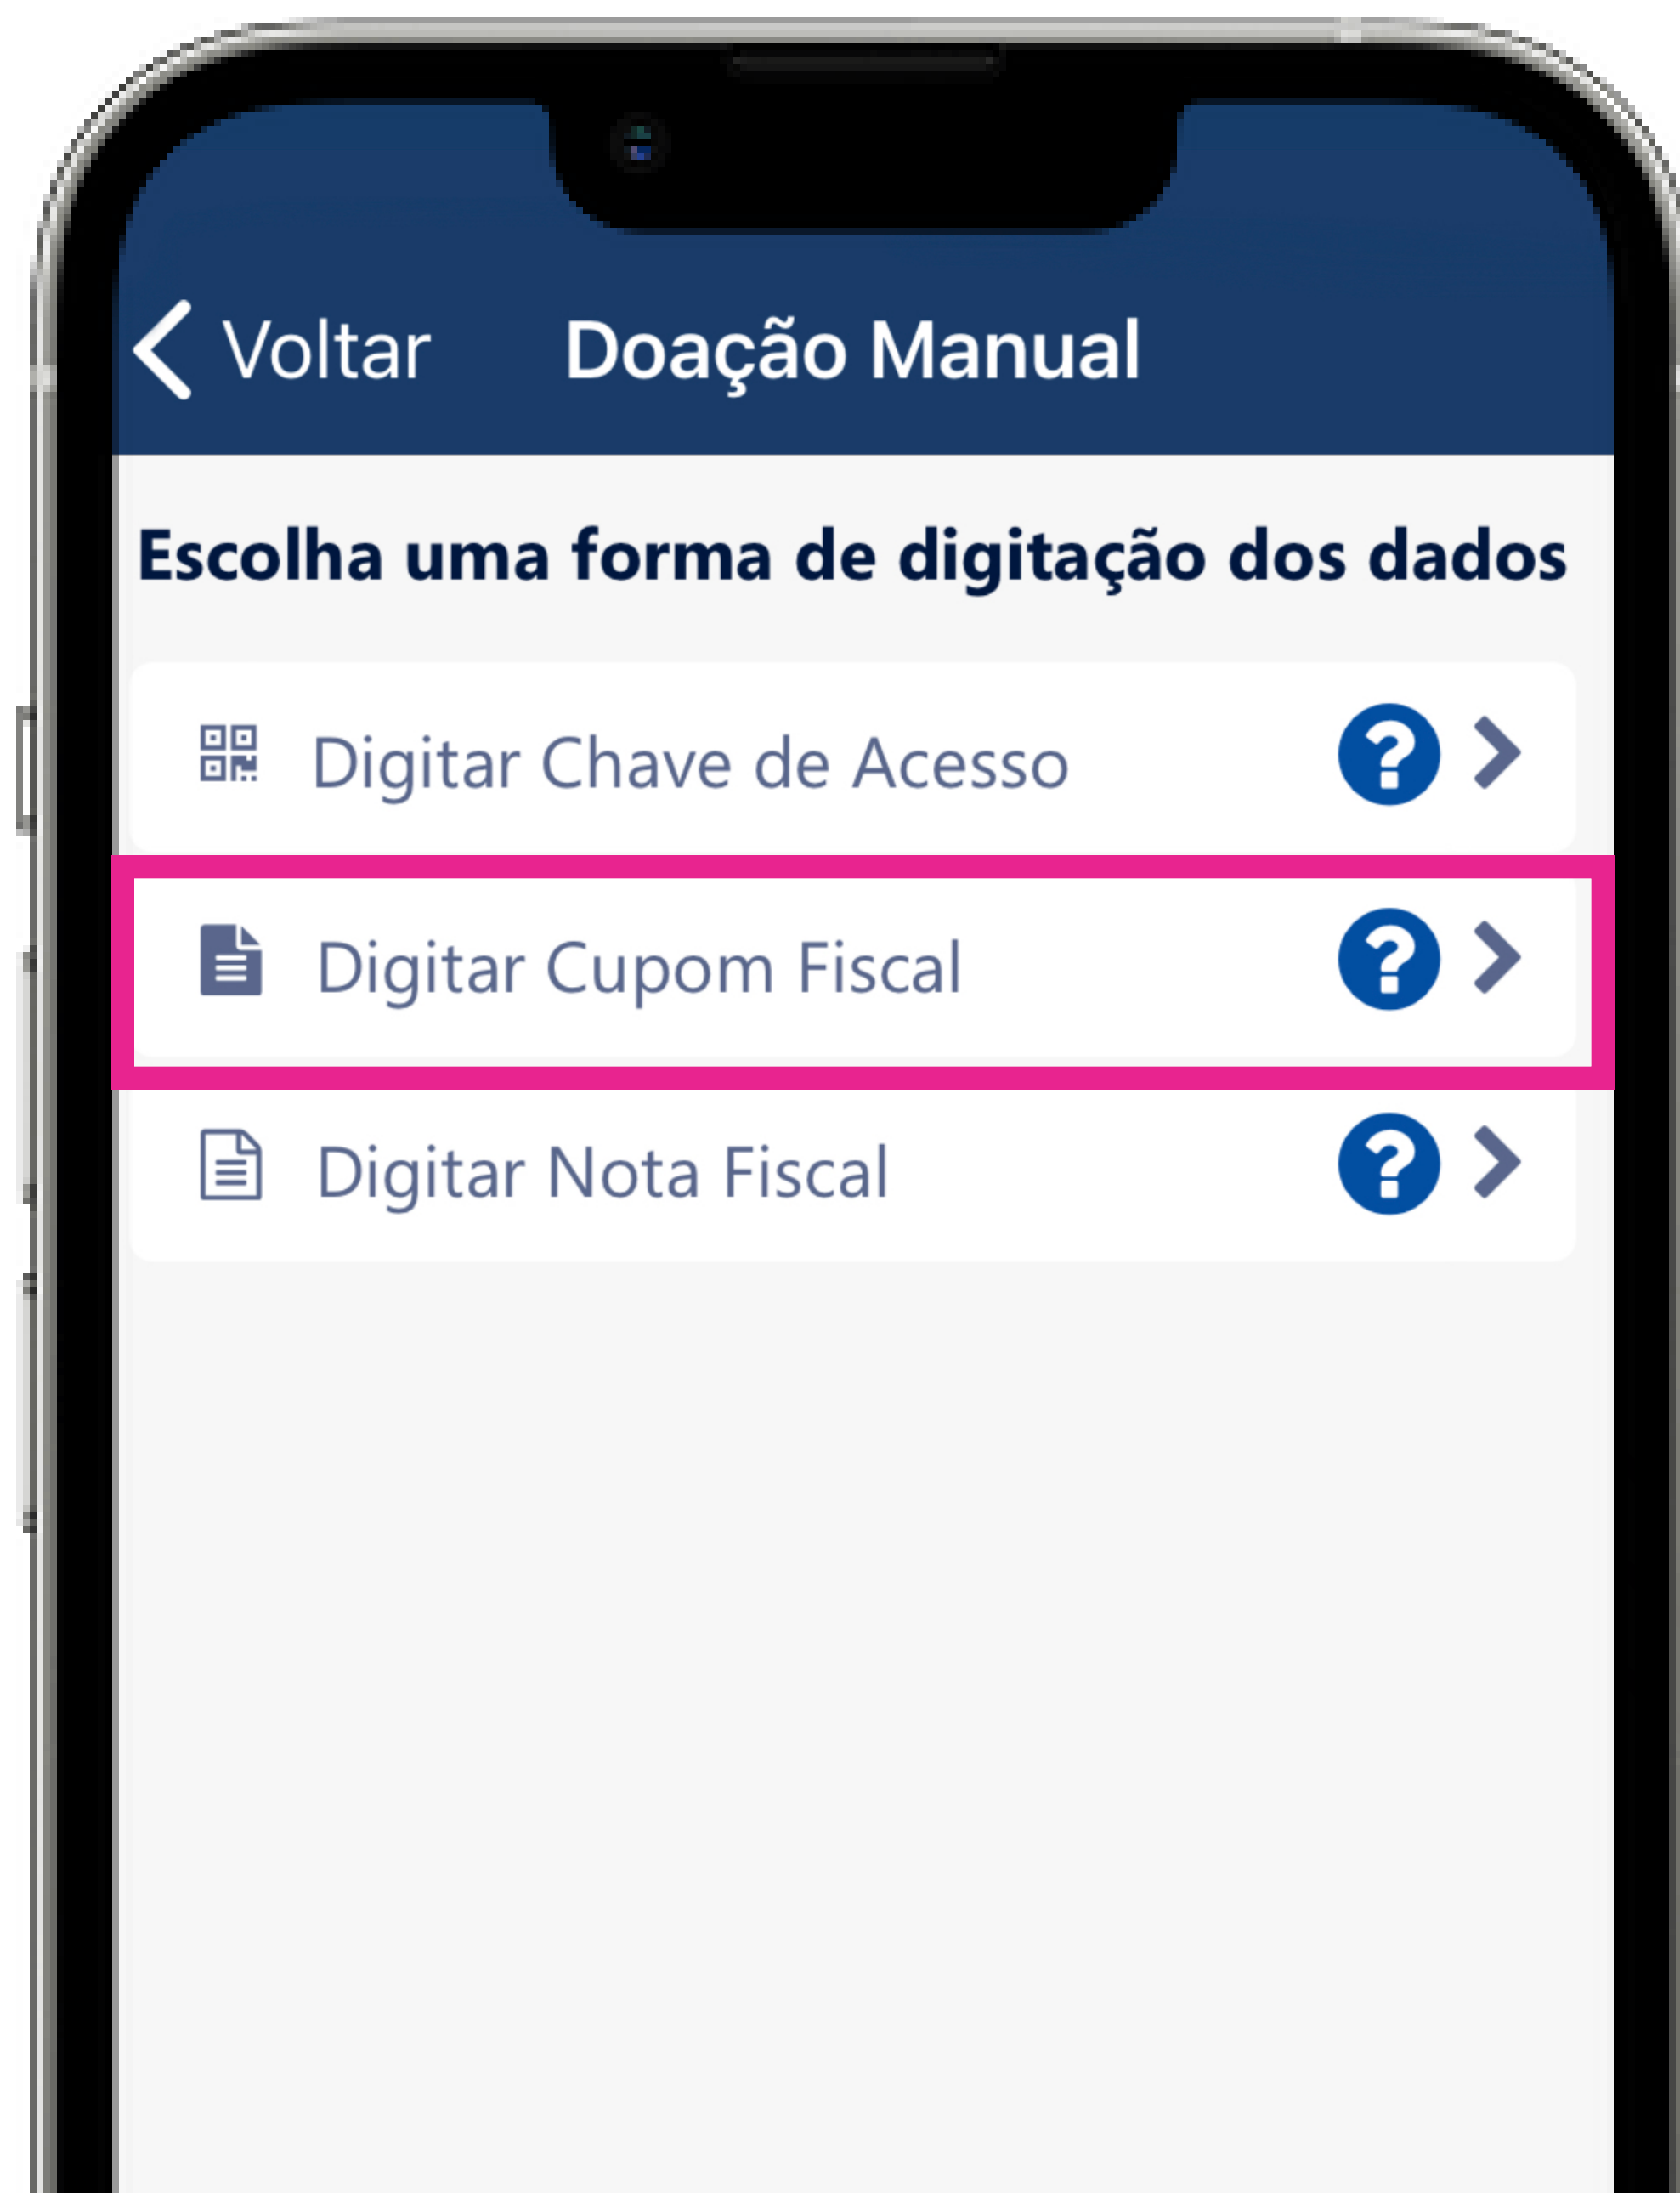 Voltar Doação Manual
Escolha uma forma de digitação dos dados
Digitar Chave de Acesso
Digitar Cupom Fiscal
Digitar Nota Fiscal